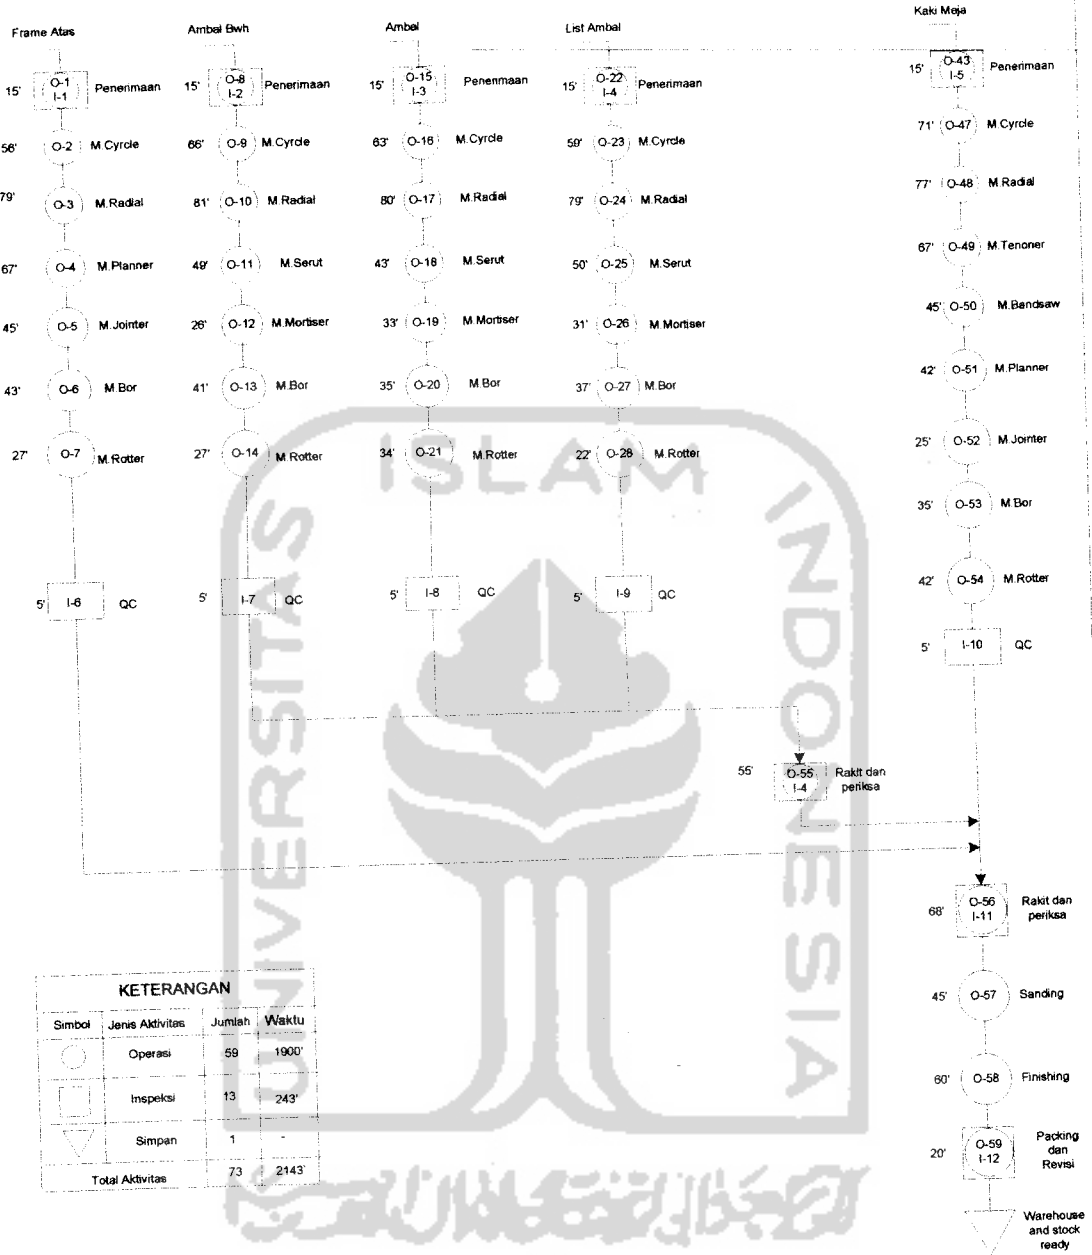 Frame Atas
15' O-1 I-1 Penerimaan
56' O-2 M.Cyrcle
79' O-3 M.Radial
67' O-4 M.Planner
45' O-5 M.Jointer
43' O-6 M.Bor
27' O-7 M.Rotter
5' I-6 QC
Ambal Bwh
15' O-8 I-2 Penerimaan
66' O-9 M.Cyrcle
81' O-10 M.Radial
49' O-11 M.Serut
26' O-12 M.Mortiser
41' O-13 M.Bor
27' O-14 M.Rotter
5' I-7 QC
Ambal
15' O-15 I-3 Penerimaan
63' O-16 M.Cyrcle
80' O-17 M.Radial
43' O-18 M.Serut
33' O-19 M.Mortiser
35' O-20 M.Bor
34' O-21 M.Rotter
5' I-8 QC
List Ambal
15' O-22 I-4 Penerimaan
59' O-23 M.Cyrcle
79' O-24 M.Radial
50' O-25 M.Serut
31' O-26 M.Mortiser
37' O-27 M.Bor
22' O-28 M.Rotter
5' I-9 QC
Kaki Meja
15' O-43 I-5 Penerimaan
71' O-47 M.Cyrcle
77' O-48 M.Radial
67' O-49 M.Tenoner
45' O-50 M.Bandsaw
42' O-51 M.Planner
25' O-52 M.Jointer
35' O-53 M.Bor
42' O-54 M.Rotter
5' I-10 QC
55' O-55 I-4 Rakit dan
periksa
68' O-56 I-11 Rakit dan
periksa
45' O-57 Sanding
60' O-58 Finishing
20' O-59 I-12 Packing
dan
Revisi
Warehouse
and stock
ready
KETERANGAN
Simbol Jenis Aktivitas Jumlah Waktu
Operasi 59 1900'
Inspeksi 13 243'
Simpan 1 -
Total Aktivitas 73 2143'
UNIVERSITAS
ISLAM
INDONESIA